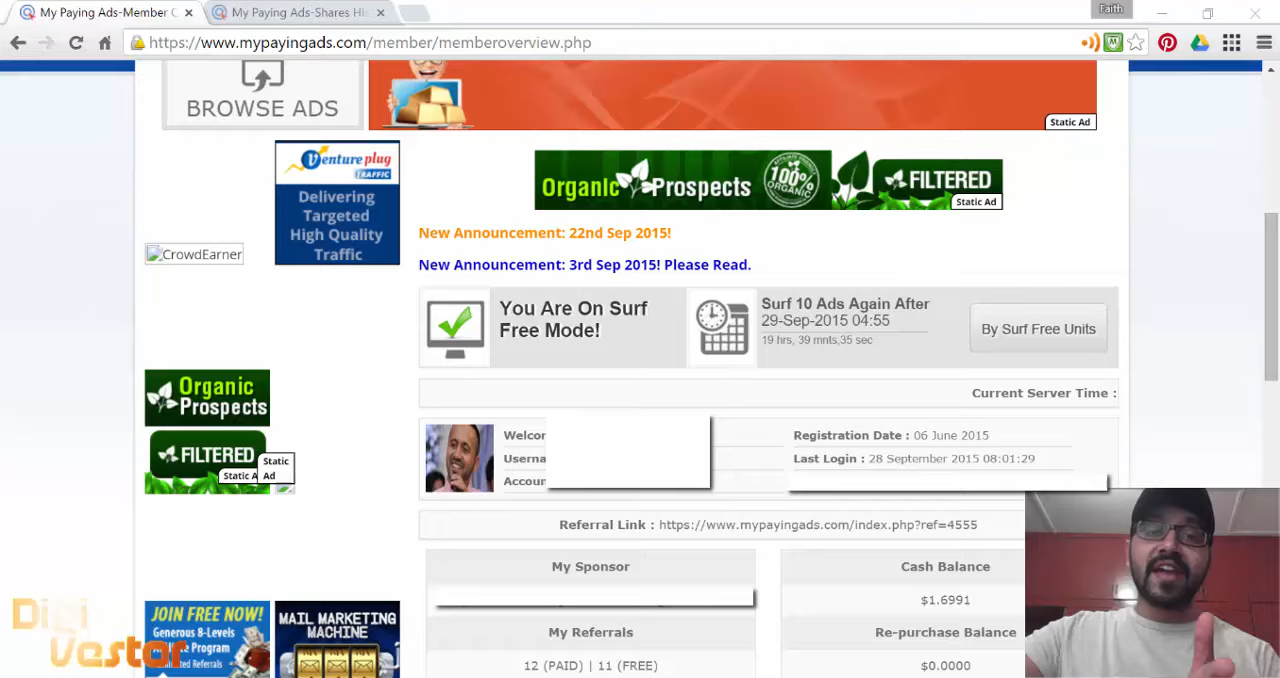 My Paying Ads-Member C
My Paying Ads-Shares His
Faith
https://www.mypayingads.com/member/memberoverview.php
BROWSE ADS
Static Ad
Ventureplug
TRAFFIC
Delivering
Targeted
High Quality
Traffic
Organic Prospects
100%
ORGANIC
FILTERED
Static Ad
New Announcement: 22nd Sep 2015!
CrowdEarner
New Announcement: 3rd Sep 2015! Please Read.
You Are On Surf
Free Mode!
Surf 10 Ads Again After
29-Sep-2015 04:55
19 hrs, 39 mnts,35 sec
By Surf Free Units
Organic
Prospects
FILTERED
Static A
Static
Ad
Current Server Time :
Welcor
Userna
Accour
Registration Date : 06 June 2015
Last Login : 28 September 2015 08:01:29
Referral Link : https://www.mypayingads.com/index.php?ref=4555
My Sponsor
Cash Balance
$1.6991
My Referrals
Re-purchase Balance
12 (PAID) | 11 (FREE)
$0.0000
JOIN FREE NOW!
Generous 8-Levels
Program
Referrals
MAIL MARKETING
MACHINE
Digi
Vestor